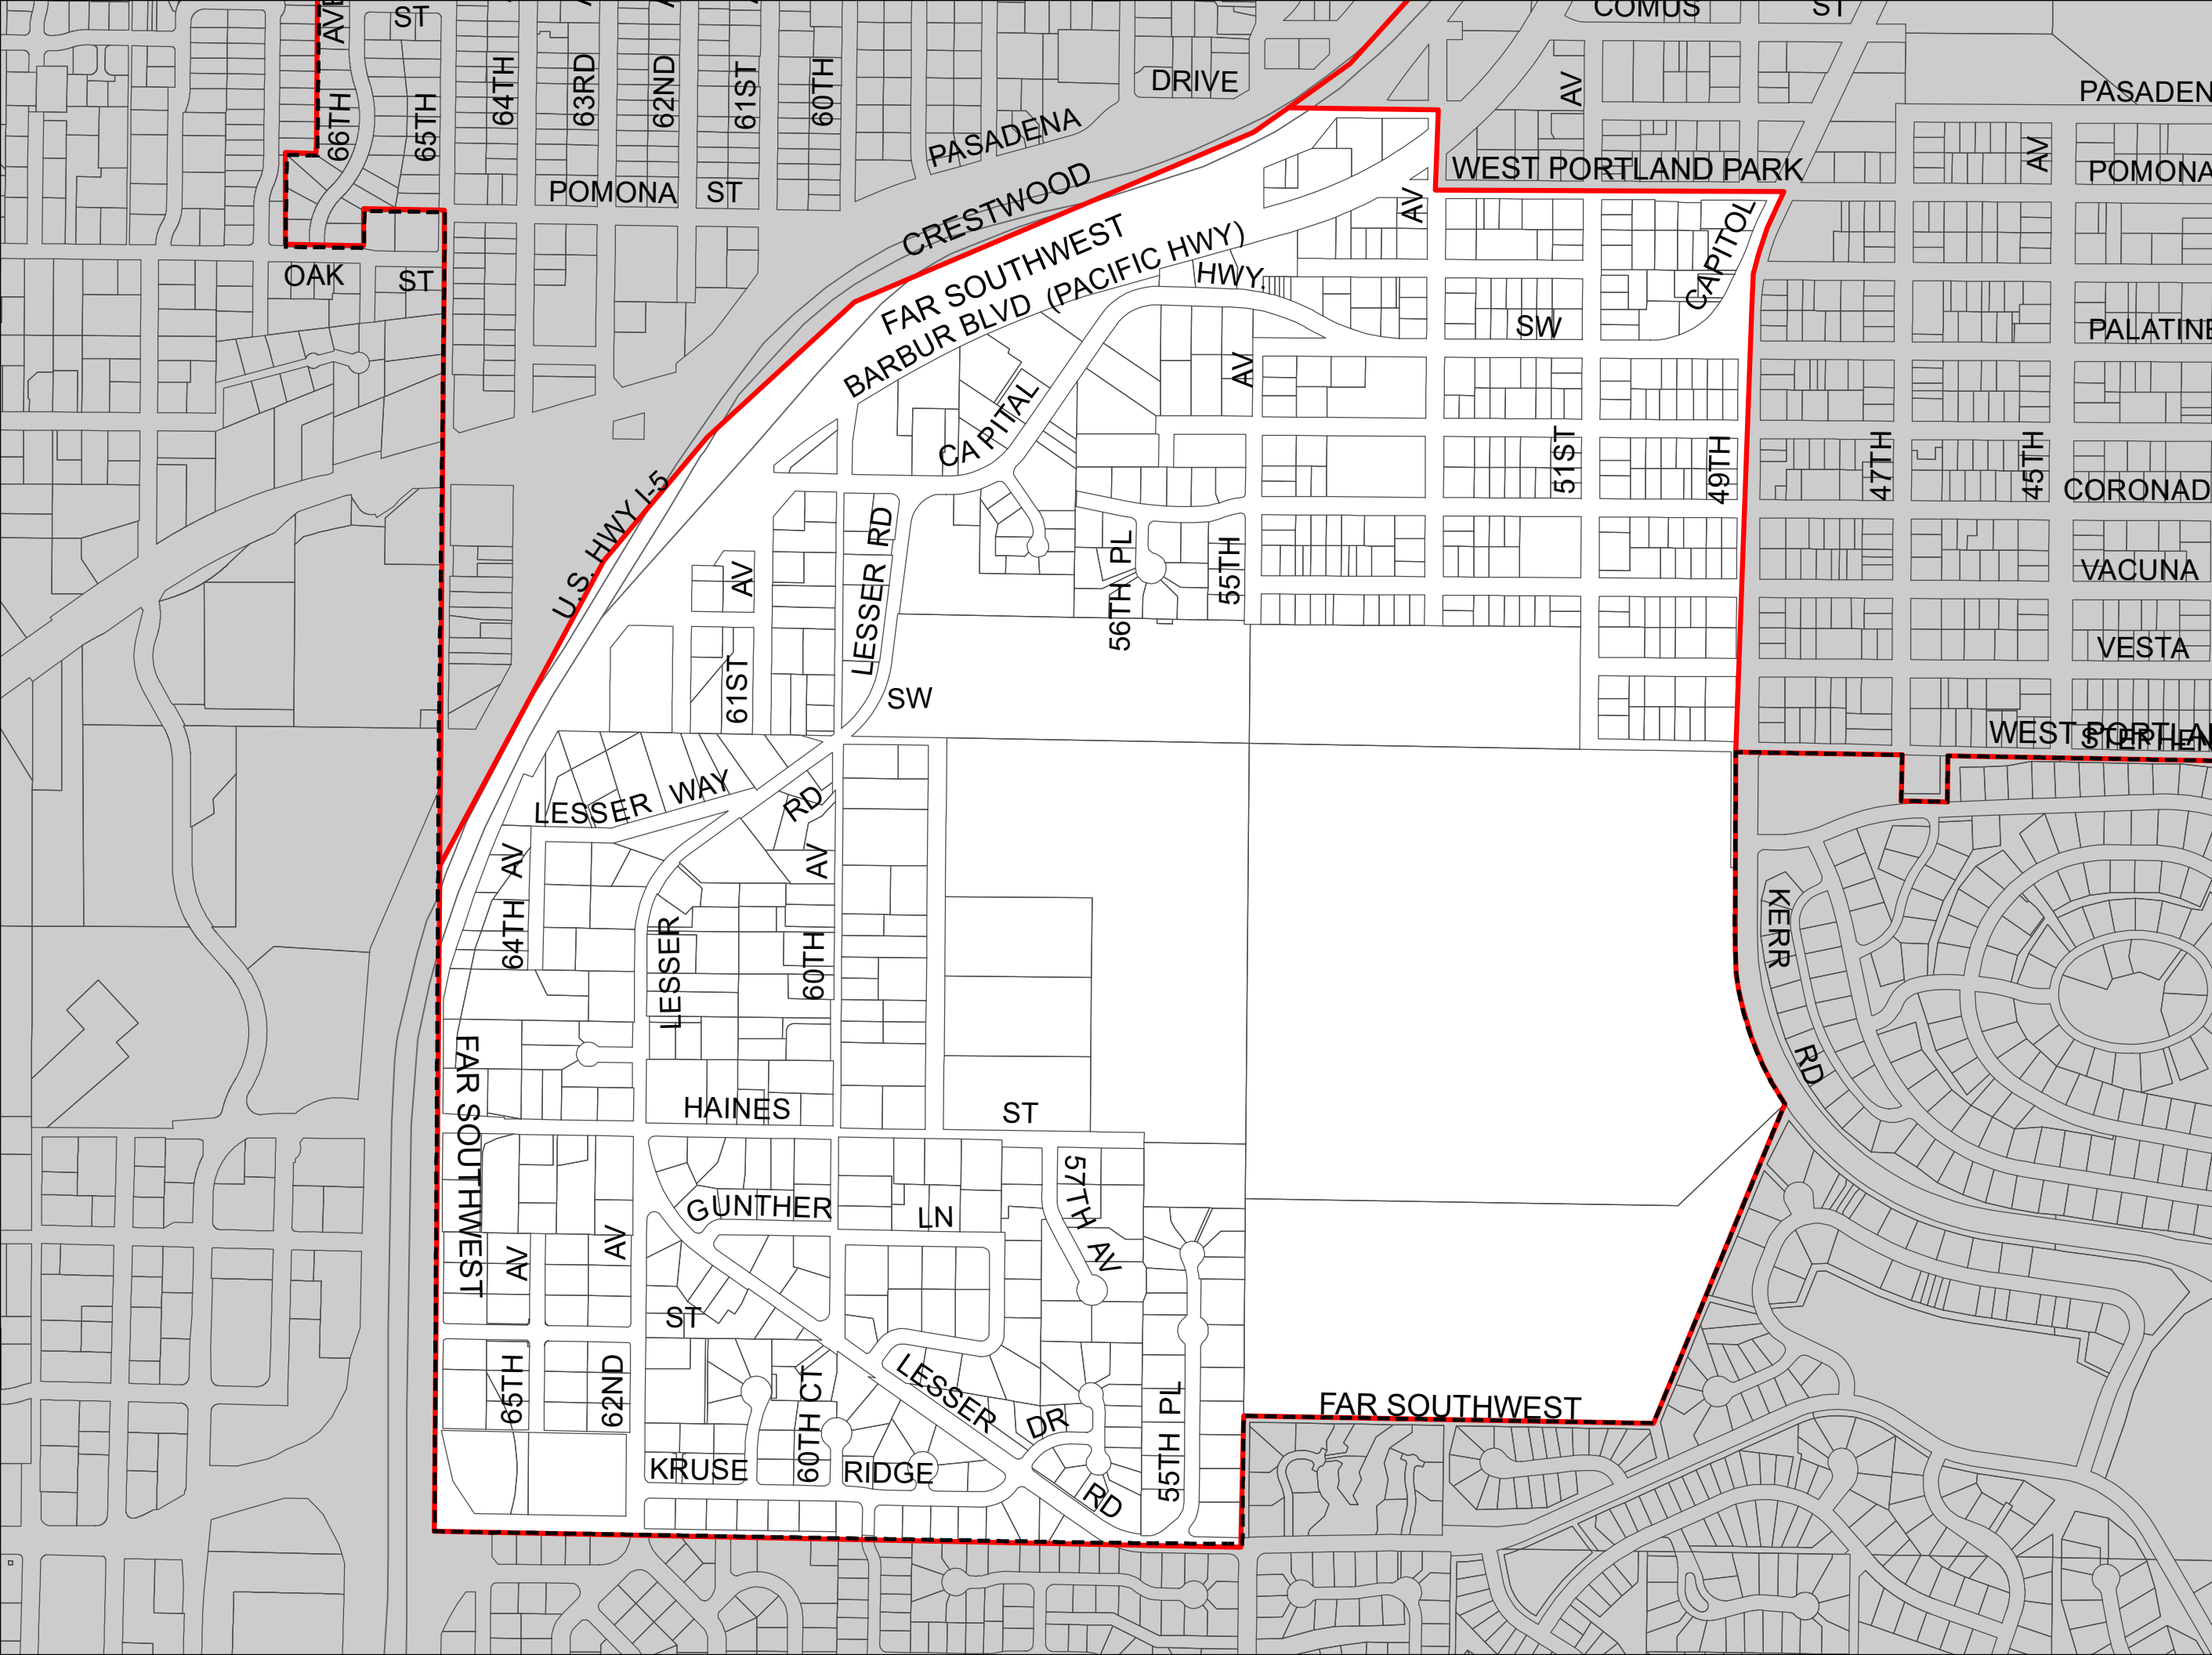 COMUS
ST
ST
AVE
66TH
65TH
64TH
63RD
62ND
61ST
60TH
DRIVE
AV
PASADEN
PASADENA
POMONA ST
WEST PORTLAND PARK
AV
POMONA
CRESTWOOD
AV
CAPITOL
FAR SOUTHWEST
BARBUR BLVD (PACIFIC HWY)
HWY.
OAK ST
SW
PALATINE
AV
CAPITAL
51ST
49TH
47TH
45TH
CORONAD
U.S. HWY I-5
LESSER RD
AV
56TH PL
55TH
VACUNA
VESTA
61ST
SW
WEST PORTLA
STEPHEN
LESSER WAY
RD
64TH AV
60TH AV
LESSER
KERR
RD
FAR SOUTHWEST
HAINES ST
57TH AV
GUNTHER LN
65TH AV
62ND AV
ST
60TH CT
LESSER
RD
DR
55TH PL
FAR SOUTHWEST
KRUSE RIDGE